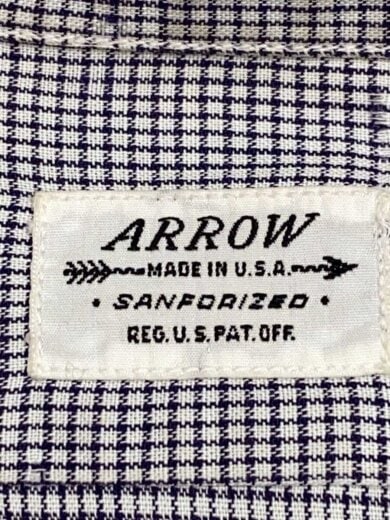 ARROW
MADE IN U.S.A.
• SANFORIZED •
REG. U.S. PAT. OFF.